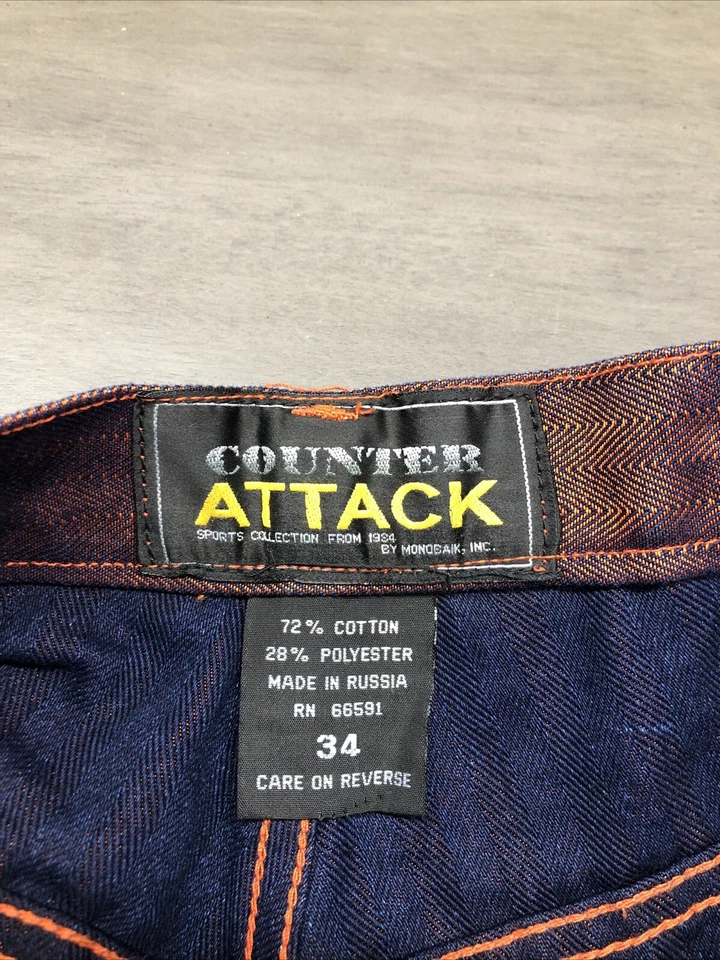 COUNTER
ATTACK
SPORTS COLLECTION FROM 1984
BY MONOBAIK, INC.
72% COTTON
28% POLYESTER
MADE IN RUSSIA
RN 66591
34
CARE ON REVERSE